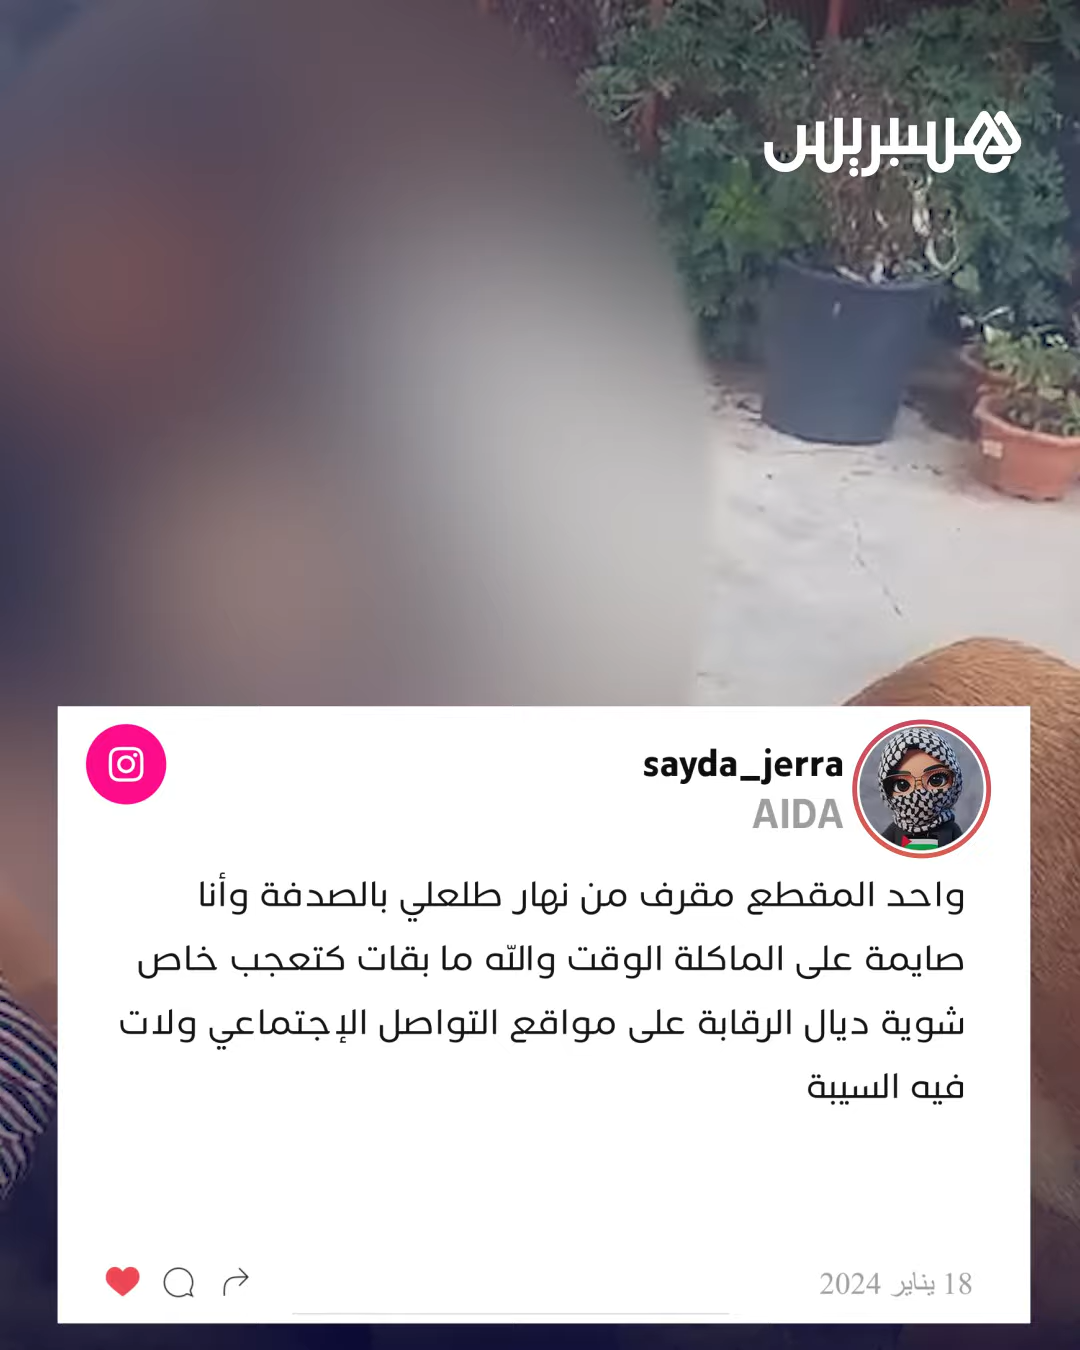 هسبريس
sayda_jerra
AIDA
واحد المقطع مقرف من نهار طلعلي بالصدفة وأنا
صايمة على الماكلة الوقت والله ما بقات كتعجب خاص
شوية ديال الرقابة على مواقع التواصل الإجتماعي ولات
فيه السيبة
18 يناير 2024